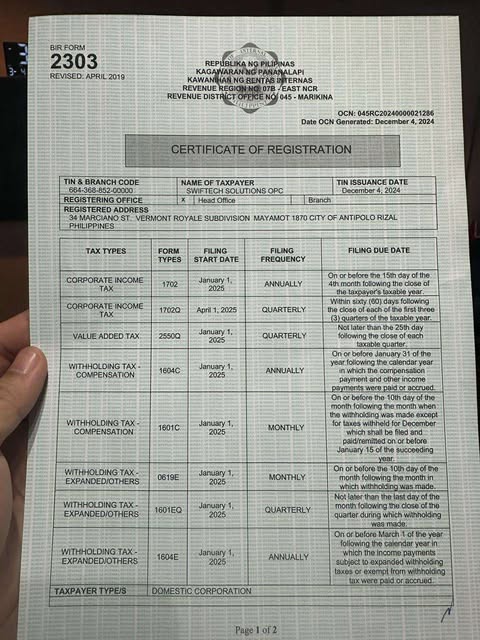 BIR FORM
2303
REVISED: APRIL 2019
REPUBLIKA NG PILIPINAS
KAGAWARAN NG PANANALAPI
KAWANIHAN NG RENTAS INTERNAS
REVENUE REGION NO. 07B - EAST NCR
REVENUE DISTRICT OFFICE NO. 045 - MARIKINA
OCN: 045RC20240000021286
Date OCN Generated: December 4, 2024
CERTIFICATE OF REGISTRATION
TIN & BRANCH CODE NAME OF TAXPAYER TIN ISSUANCE DATE
664-368-852-00000 SWIFTECH SOLUTIONS OPC December 4, 2024
REGISTERING OFFICE x Head Office Branch
REGISTERED ADDRESS
34 MARCIANO ST. VERMONT ROYALE SUBDIVISION MAYAMOT 1870 CITY OF ANTIPOLO RIZAL
PHILIPPINES
TAX TYPES FORM TYPES FILING START DATE FILING FREQUENCY FILING DUE DATE
CORPORATE INCOME TAX 1702 January 1, 2025 ANNUALLY On or before the 15th day of the 4th month following the close of the taxpayer's taxable year.
CORPORATE INCOME TAX 1702Q April 1, 2025 QUARTERLY Within sixty (60) days following the close of each of the first three (3) quarters of the taxable year.
VALUE ADDED TAX 2550Q January 1, 2025 QUARTERLY Not later than the 25th day following the close of each taxable quarter.
WITHHOLDING TAX - COMPENSATION 1604C January 1, 2025 ANNUALLY On or before January 31 of the year following the calendar year in which the compensation payment and other income payments were paid or accrued.
WITHHOLDING TAX - COMPENSATION 1601C January 1, 2025 MONTHLY On or before the 10th day of the month following the month when the withholding was made except for taxes withheld for December which shall be filed and paid/remitted on or before January 15 of the succeeding year.
WITHHOLDING TAX - EXPANDED/OTHERS 0619E January 1, 2025 MONTHLY On or before the 10th day of the month following the month in which withholding was made.
WITHHOLDING TAX - EXPANDED/OTHERS 1601EQ January 1, 2025 QUARTERLY Not later than the last day of the month following the close of the quarter during which withholding was made.
WITHHOLDING TAX - EXPANDED/OTHERS 1604E January 1, 2025 ANNUALLY On or before March 1 of the year following the calendar year in which the income payments subject to expanded withholding taxes or exempt from withholding tax were paid or accrued.
TAXPAYER TYPE/S DOMESTIC CORPORATION
Page 1 of 2